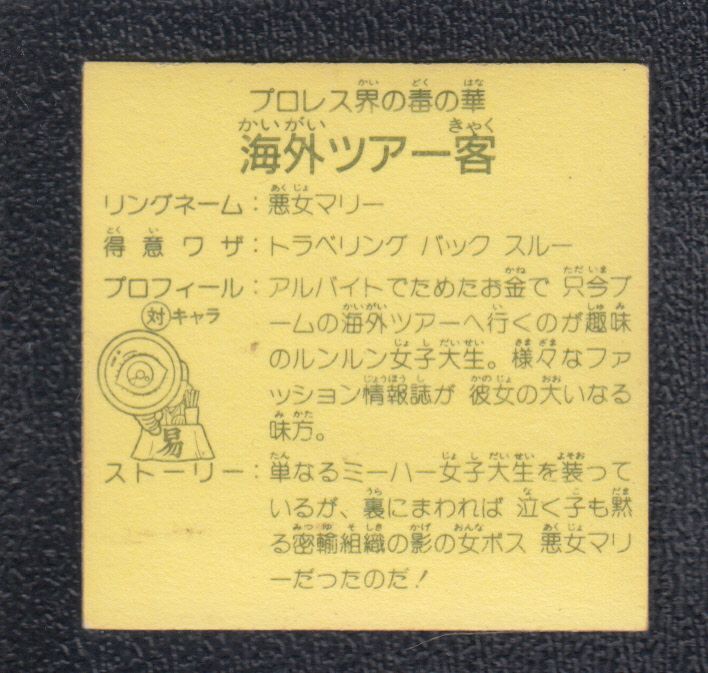 プロレス界の毒の華
海外ツアー客
リングネーム：悪女マリー
得意ワザ：トラベリング バック スルー
プロフィール：アルバイトでためたお金で 只今ブ
ームの海外ツアーへ行くのが趣味
のルンルン女子大生。様々なファ
ッション情報誌が 彼女の大いなる
味方。
対キャラ
易
ストーリー：単なるミーハー女子大生を装って
いるが、裏にまわれば 泣く子も黙
る密輸組織の影の女ボス 悪女マリ
ーだったのだ！